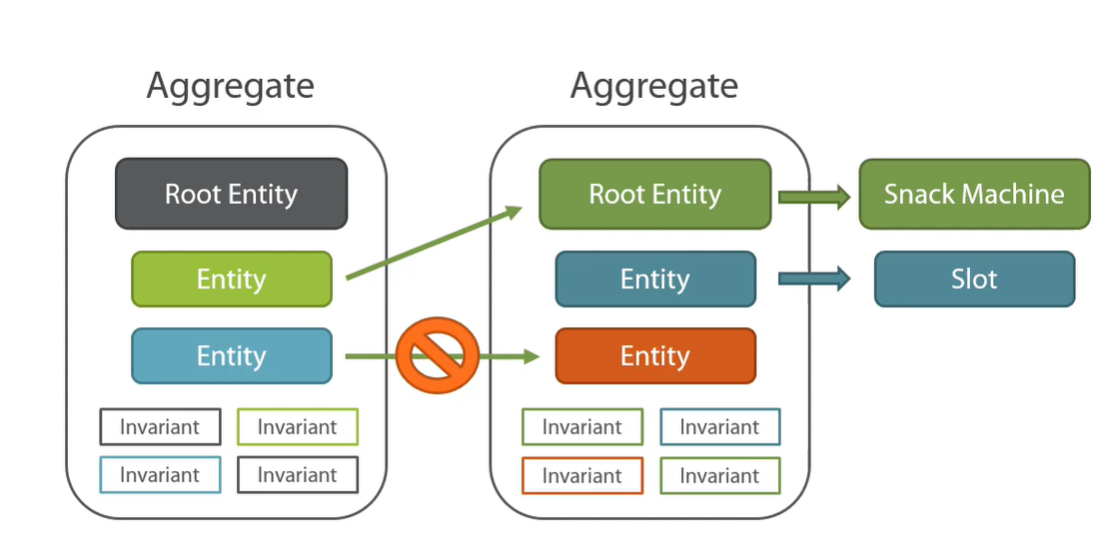 Aggregate
Root Entity
Entity
Entity
Invariant Invariant
Invariant Invariant
Aggregate
Root Entity
Entity
Entity
Invariant Invariant
Invariant Invariant
Snack Machine
Slot